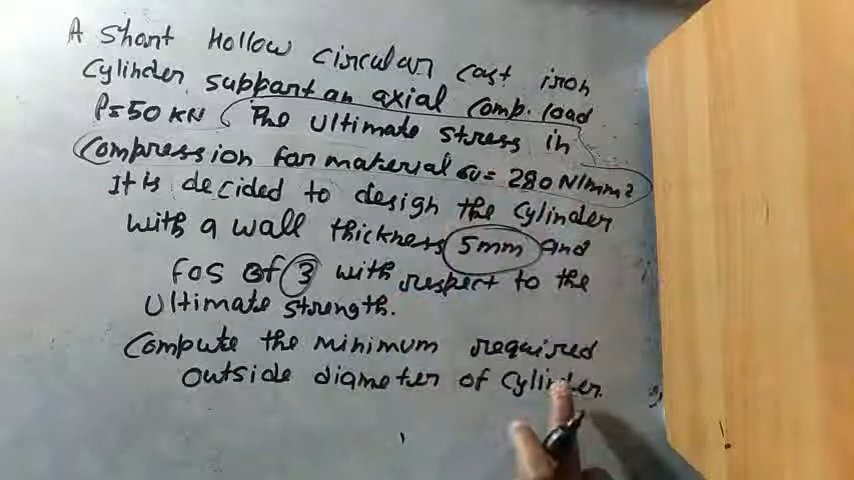 A Short Hollow circular cast iron
Cylinder support an axial comp. load
P=50 KN The Ultimate stress in
Compression for material σu = 280 N/mm2
It is decided to design the Cylinder
with a wall thickness 5mm and
FOS of 3 with respect to the
Ultimate strength.
Compute the minimum required
outside diameter of Cylinder.